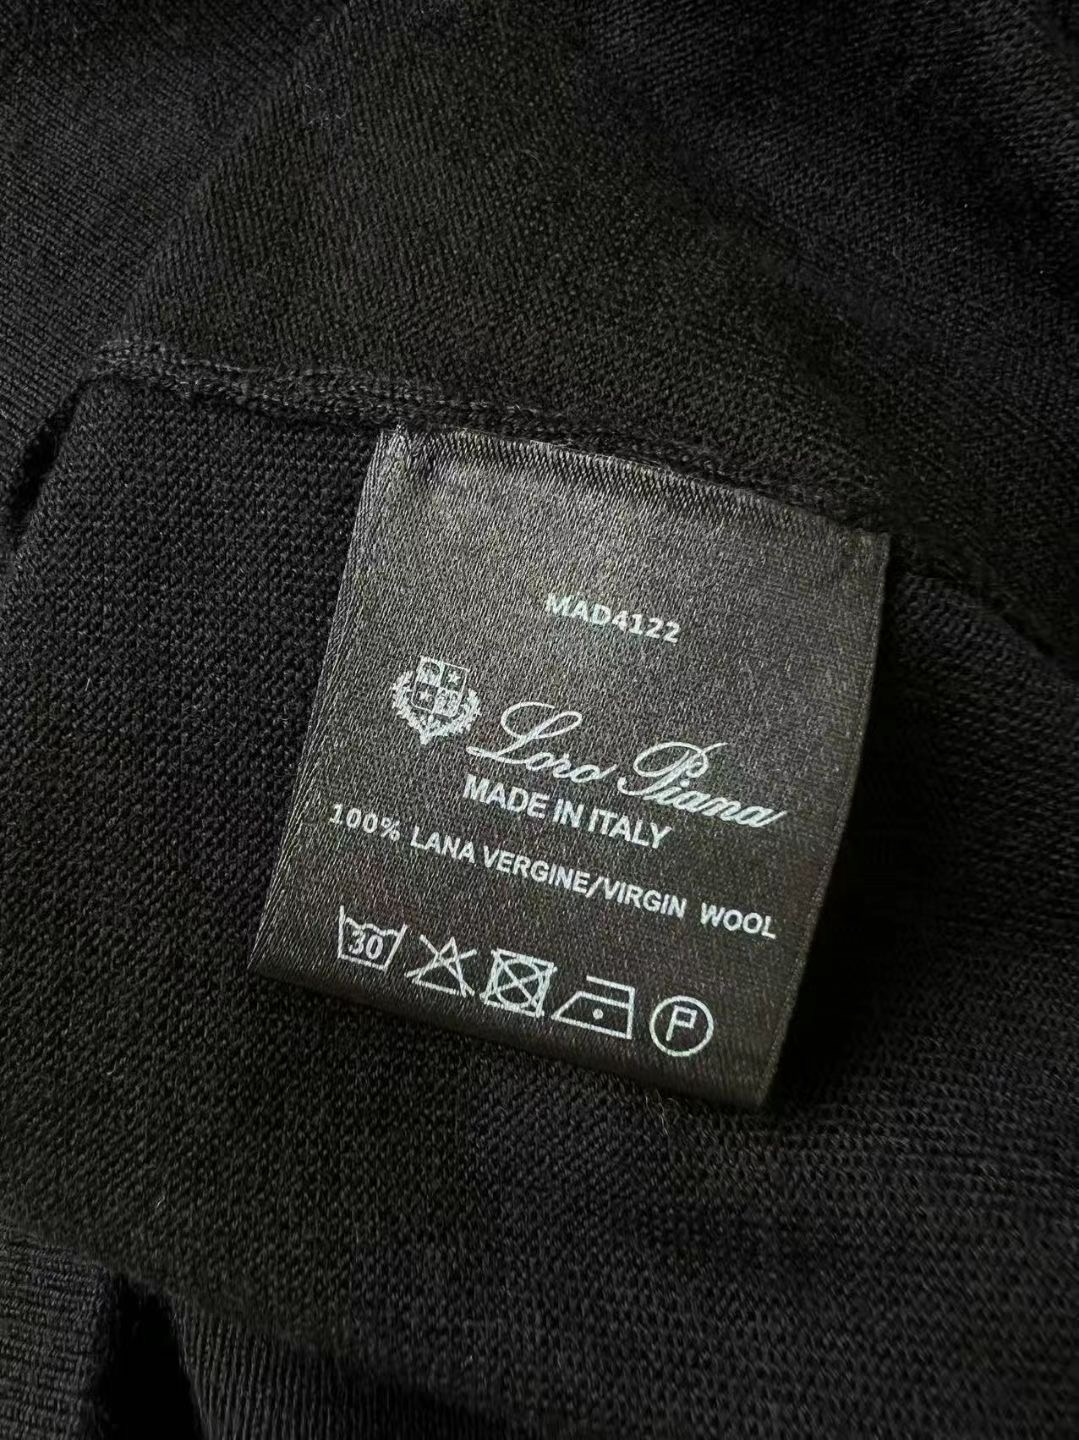 MAD4122
Loro Piana
MADE IN ITALY
100% LANA VERGINE/VIRGIN WOOL
30
P